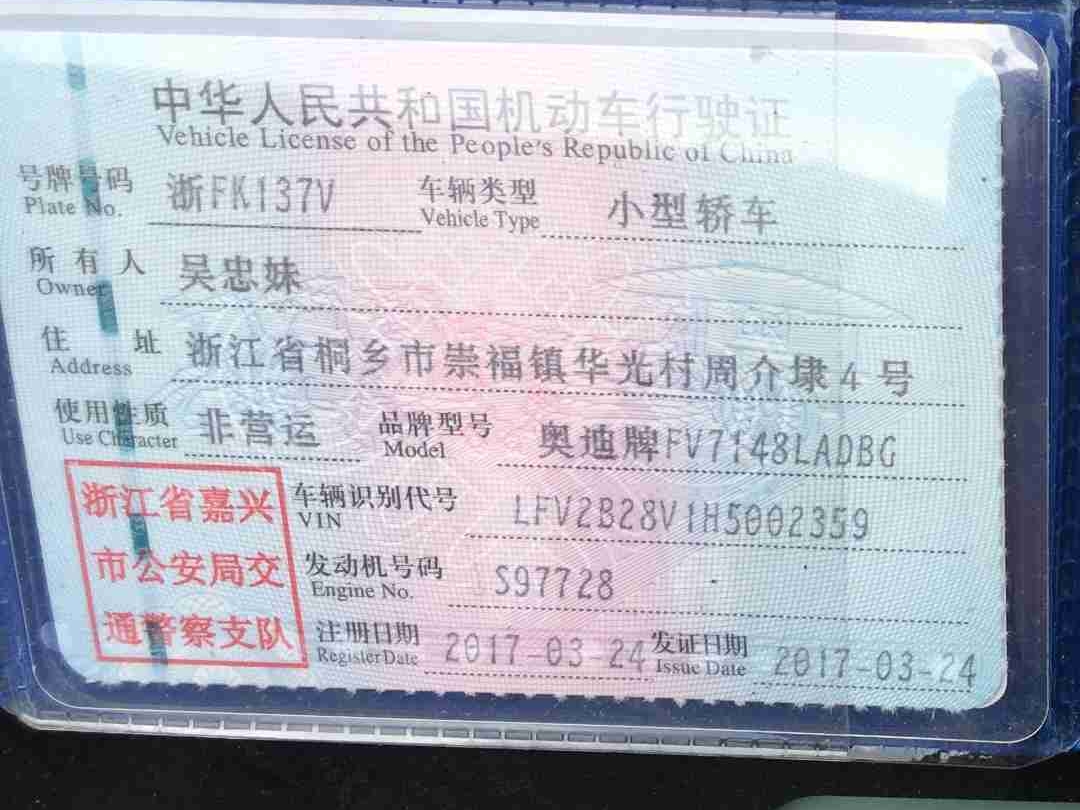 中华人民共和国机动车行驶证
Vehicle License of the People's Republic of China
号牌号码 浙FK137V 车辆类型 小型轿车
Plate No. Vehicle Type
所有人 吴忠妹
Owner
住址 浙江省桐乡市崇福镇华光村周介埭4号
Address
使用性质 非营运 品牌型号 奥迪牌FV7148LADBG
Use Character Model
浙江省嘉兴
市公安局交
通警察支队
车辆识别代号 LFV2B28V1H5002359
VIN
发动机号码 S97728
Engine No.
注册日期 2017-03-24 发证日期 2017-03-24
Register Date Issue Date